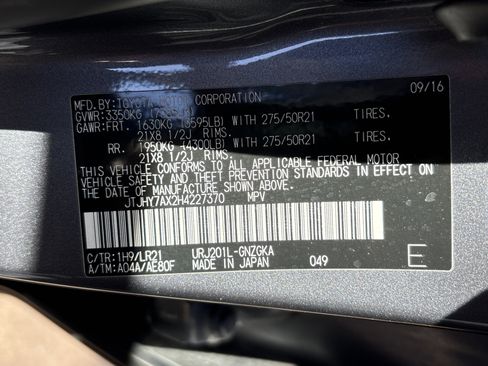 09/16
MFD.BY:TOYOTA MOTOR CORPORATION
GVWR:3350KG
GAWR:FRT. 1630KG (3595LB) WITH 275/50R21 TIRES,
21X8 1/2J RIMS.
RR. 1950KG (4300LB) WITH 275/50R21 TIRES,
21X8 1/2J RIMS.
THIS VEHICLE CONFORMS TO ALL APPLICABLE FEDERAL MOTOR
VEHICLE SAFETY AND THEFT PREVENTION STANDARDS IN EFFECT ON
THE DATE OF MANUFACTURE SHOWN ABOVE.
JTJHY7AX2H4227370 MPV
C/TR:1H9/LR21 URJ201L-GNZGKA
A/TM:A04A/AE80F MADE IN JAPAN 049 E